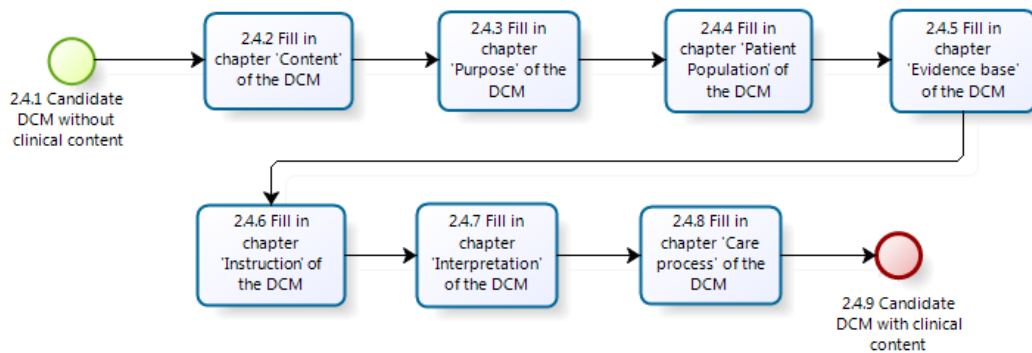 2.4.1 Candidate
DCM without
clinical content
2.4.2 Fill in
chapter 'Content'
of the DCM
2.4.3 Fill in
chapter
'Purpose' of the
DCM
2.4.4 Fill in
chapter 'Patient
Population' of
the DCM
2.4.5 Fill in
chapter
'Evidence base'
of the DCM
2.4.6 Fill in
chapter
'Instruction' of
the DCM
2.4.7 Fill in
chapter
'Interpretation'
of the DCM
2.4.8 Fill in
chapter 'Care
process' of the
DCM
2.4.9 Candidate
DCM with clinical
content